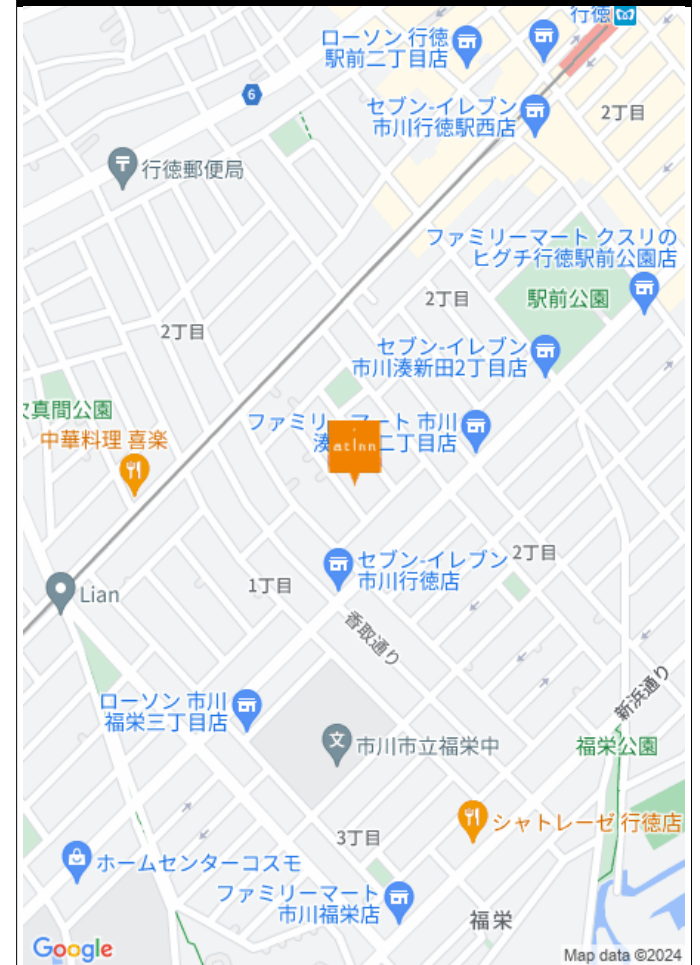 行徳
ローソン 行徳
駅前二丁目店
6
セブン-イレブン
市川行徳駅西店
2丁目
行徳郵便局
ファミリーマート クスリの
ヒグチ行徳駅前公園店
2丁目
駅前公園
2丁目
セブン-イレブン
市川湊新田2丁目店
真間公園
中華料理 喜楽
ファミリ
ート 市川
湊
二丁目店
at Inn
セブン-イレブン
市川行徳店
2丁目
1丁目
Lian
香取通り
新浜通り
ローソン 市川
福栄三丁目店
文
市川市立福栄中
福栄公園
シャトレーゼ 行徳店
3丁目
ホームセンターコスモ
ファミリーマート
市川福栄店
福栄
Google
Map data ©2024